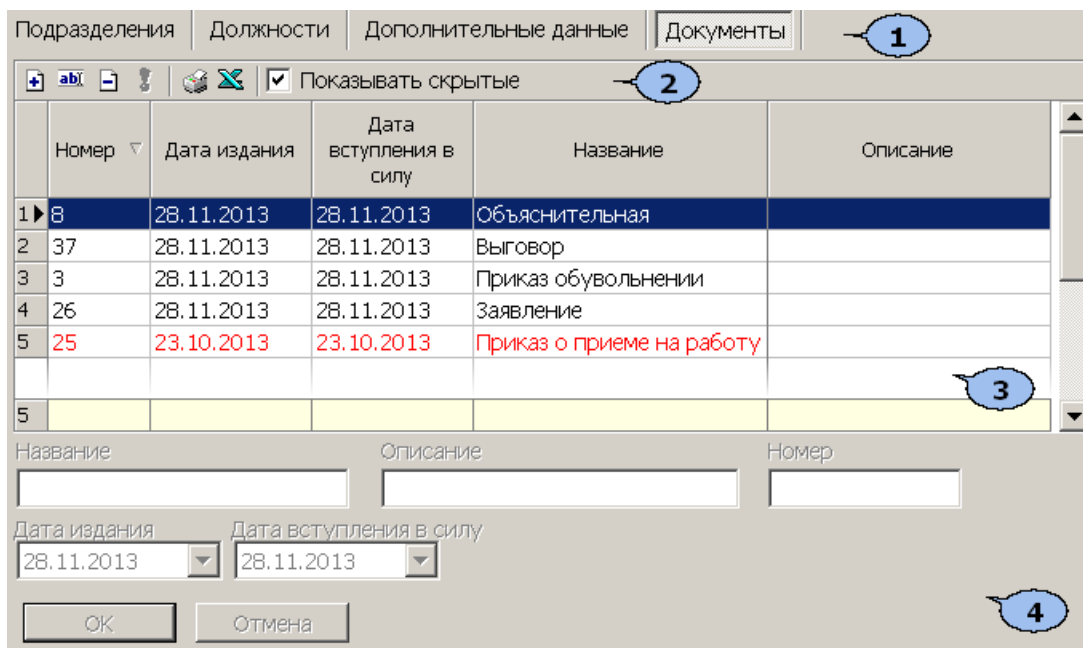 Подразделения Должности Дополнительные данные Документы 1
abI Показывать скрытые 2
Номер Дата издания Дата вступления в силу Название Описание
1 8 28.11.2013 28.11.2013 Объяснительная
2 37 28.11.2013 28.11.2013 Выговор
3 3 28.11.2013 28.11.2013 Приказ обувольнении
4 26 28.11.2013 28.11.2013 Заявление
5 25 23.10.2013 23.10.2013 Приказ о приеме на работу
3
5
Название Описание Номер
Дата издания Дата вступления в силу
28.11.2013 28.11.2013
OK Отмена 4